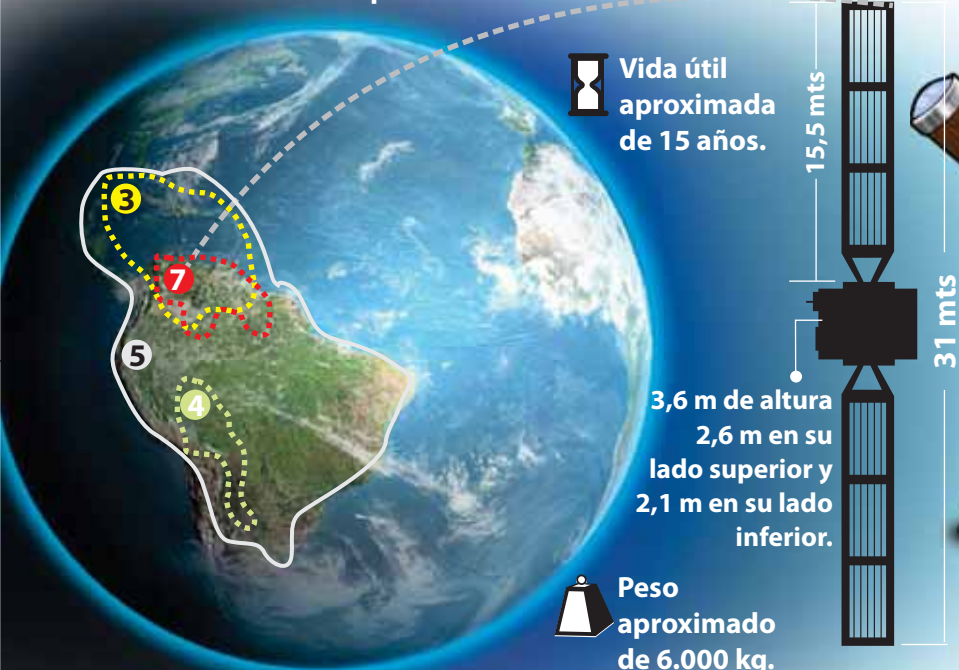 Vida útil
aproximada
de 15 años.
15,5 mts
31 mts
3
7
5
4
3,6 m de altura
2,6 m en su
lado superior y
2,1 m en su lado
inferior.
Peso
aproximado
de 6.000 kg.